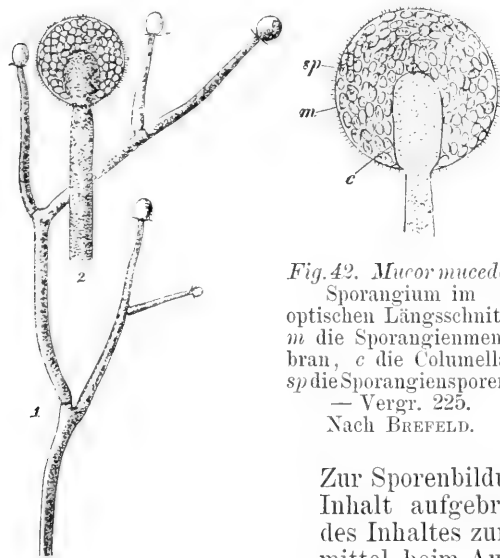 sp
m
c
2
1
Fig. 42. Mucor mucedo
Sporangium im
optischen Längsschnit
m die Sporangienmem
bran, c die Columella
sp die Sporangiensporen
— Vergr. 225.
Nach BREFELD.
Zur Sporenbildu
Inhalt aufgebr
des Inhaltes zu